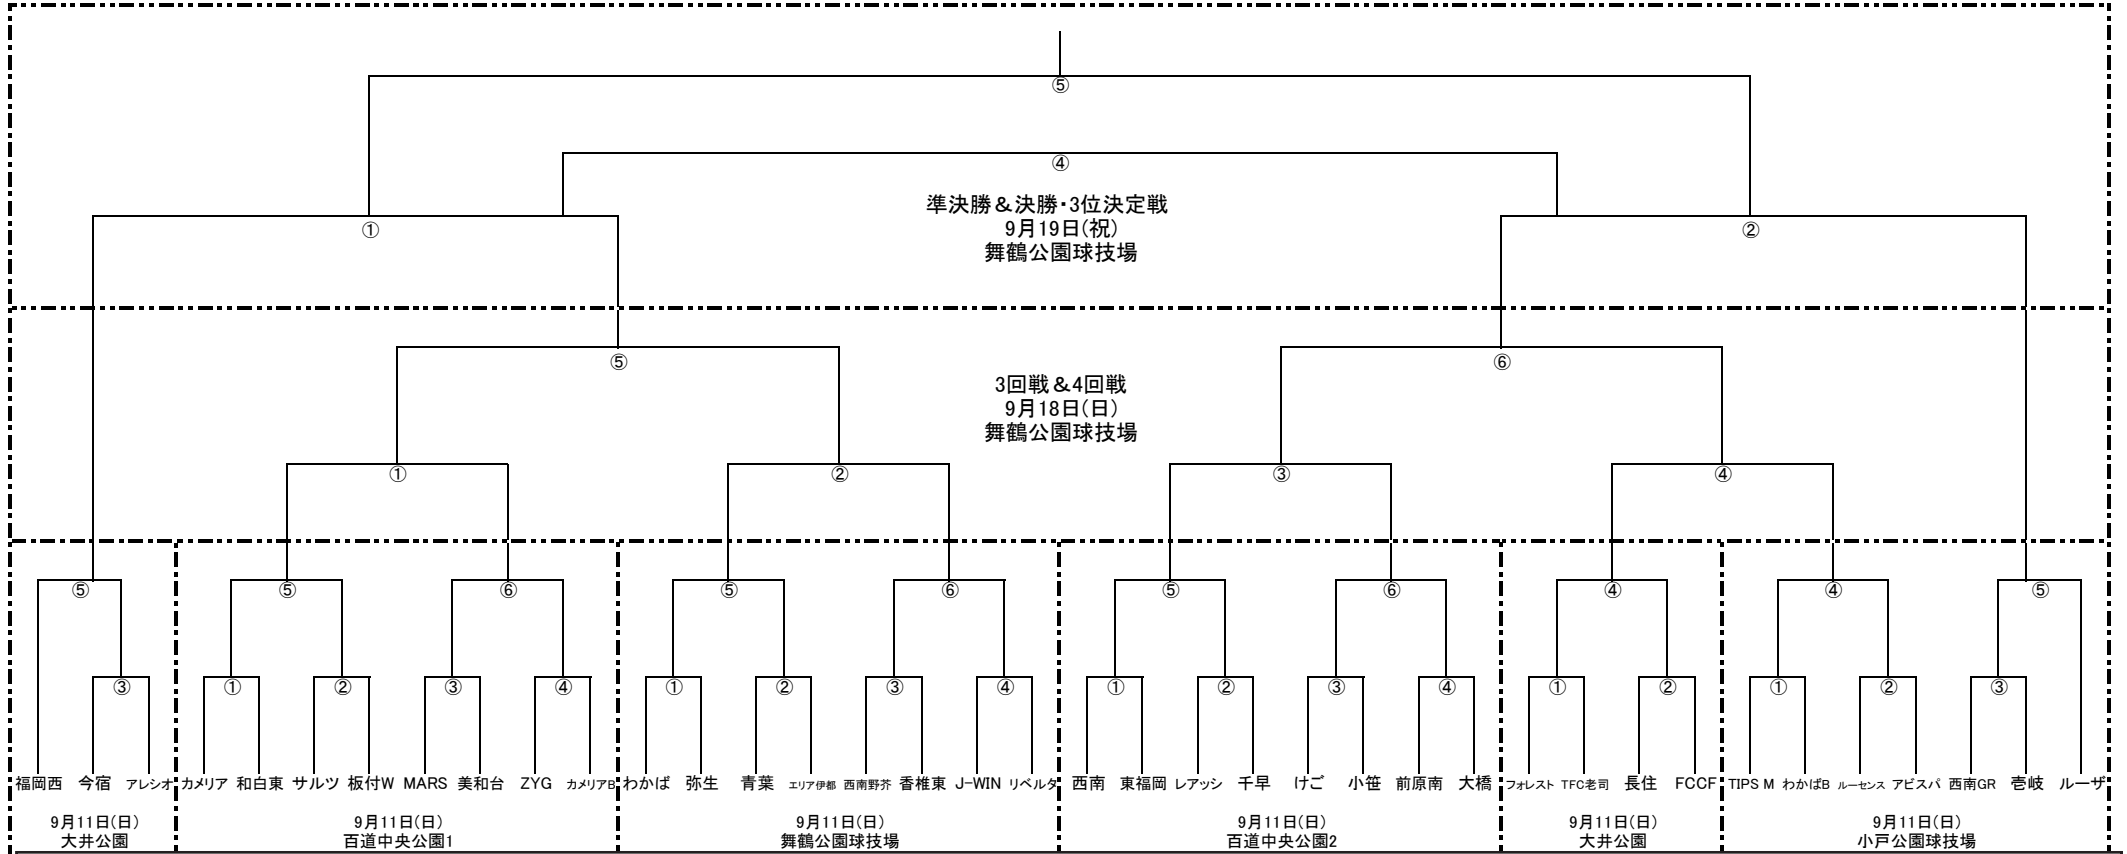 ⑤
④
準決勝＆決勝・3位決定戦
9月19日(祝)
舞鶴公園球技場
① ②
⑤ ⑥
3回戦＆4回戦
9月18日(日)
舞鶴公園球技場
① ② ③ ④
⑤ ⑤ ⑥ ⑤ ⑥ ⑤ ⑥ ④ ④ ⑤
③ ① ② ③ ④ ① ② ③ ④ ① ② ③ ④ ① ② ① ② ③
福岡西 今宿 アレシオ カメリア 和白東 サルツ 板付W MARS 美和台 ZYG カメリアB わかば 弥生 青葉 エリア伊都 西南野芥 香椎東 J-WIN リベルタ 西南 東福岡 レアッシ 千早 けご 小笹 前原南 大橋 フォレスト TFC老司 長住 FCCF TIPS M わかばB ルーセンス アビスパ 西南GR 壱岐 ルーザ
9月11日(日) 9月11日(日) 9月11日(日) 9月11日(日) 9月11日(日) 9月11日(日)
大井公園 百道中央公園1 舞鶴公園球技場 百道中央公園2 大井公園 小戸公園球技場